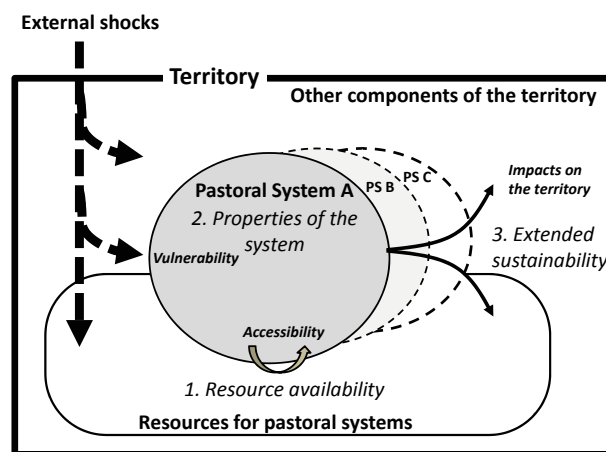 External shocks
Territory
Other components of the territory
Pastoral System A
2. Properties of the
system
PS B
PS C
Impacts on
the territory
3. Extended
sustainability
Vulnerability
Accessibility
1. Resource availability
Resources for pastoral systems